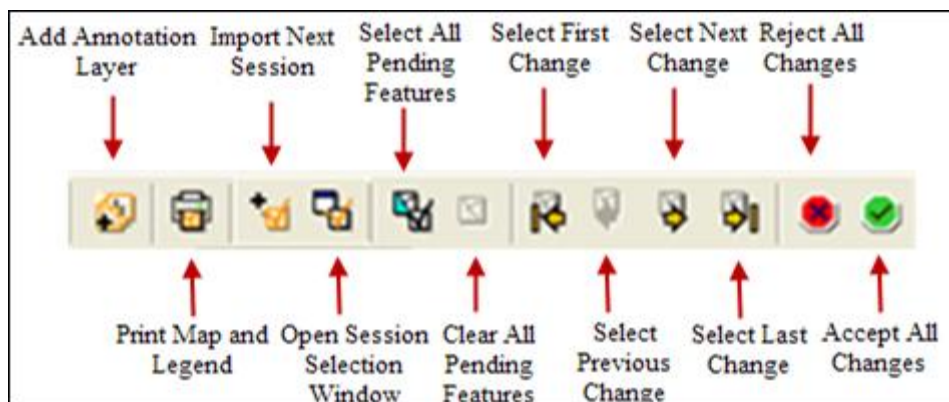 Add Annotation
Layer
Import Next
Session
Select All
Pending
Features
Select First
Change
Select Next
Change
Reject All
Changes
Print Map and
Legend
Open Session
Selection
Window
Clear All
Pending
Features
Select
Previous
Change
Select Last
Change
Accept All
Changes